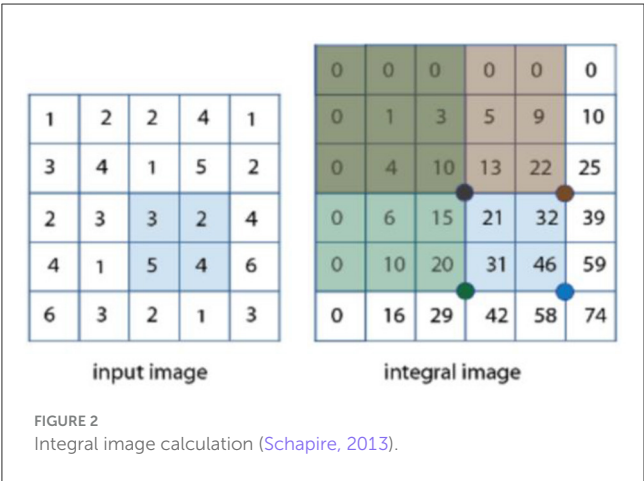 0 0 0 0 0 0
1 2 2 4 1
0 1 3 5 9 10
3 4 1 5 2
0 4 10 13 22 25
2 3 3 2 4
0 6 15 21 32 39
4 1 5 4 6
0 10 20 31 46 59
6 3 2 1 3
0 16 29 42 58 74
input image
integral image
FIGURE 2
Integral image calculation (Schapire, 2013).